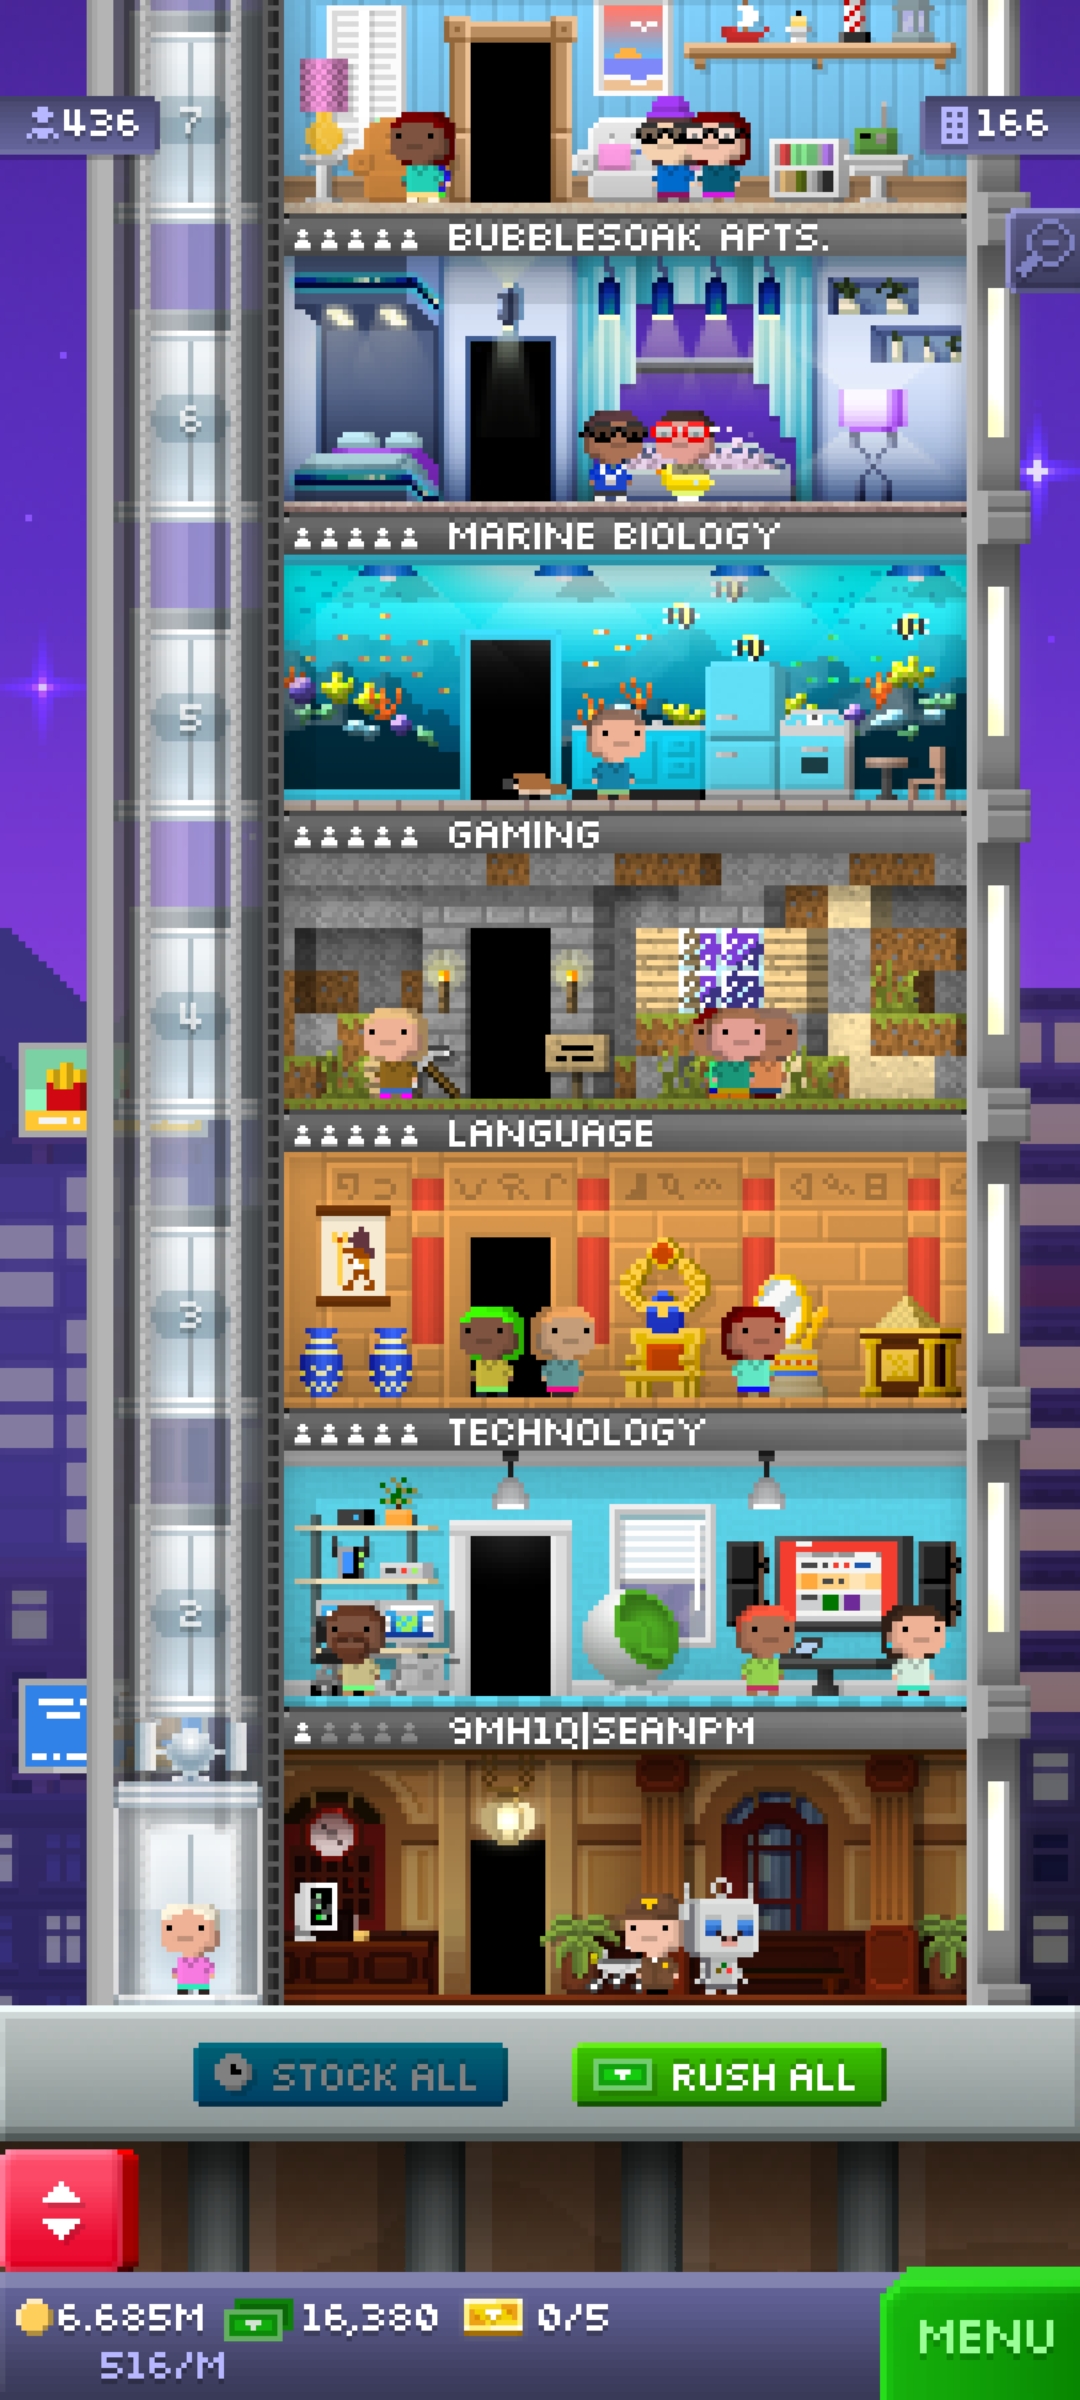 7
436
166
BUBBLESOAK APTS.
6
MARINE BIOLOGY
5
GAMING
4
LANGUAGE
3
TECHNOLOGY
2
9MH1Q|SEANPM
STOCK ALL
RUSH ALL
6.685M 16,380 0/5
516/M
MENU